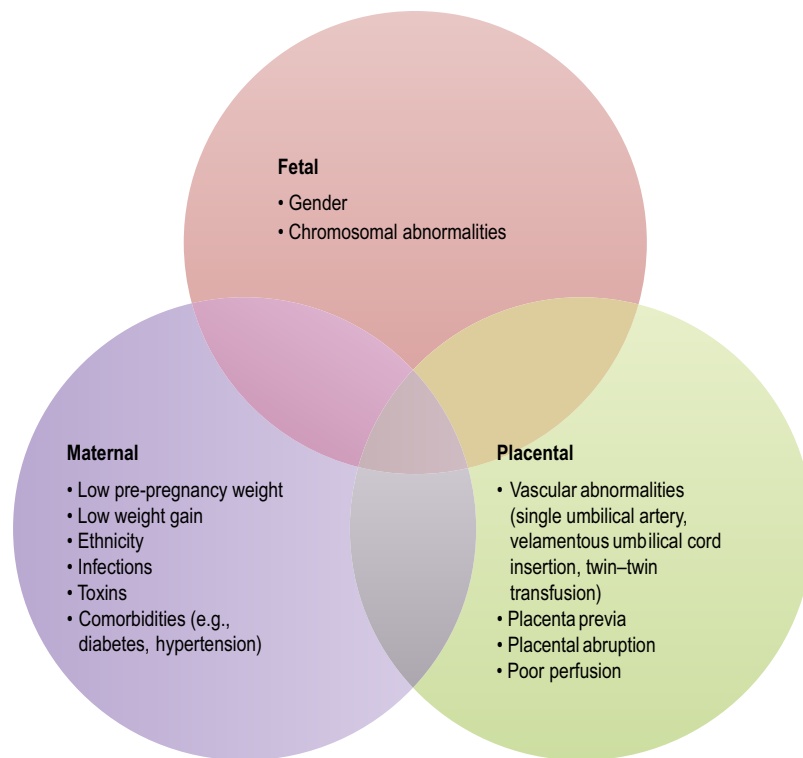 Fetal
• Gender
• Chromosomal abnormalities
Maternal
• Low pre-pregnancy weight
• Low weight gain
• Ethnicity
• Infections
• Toxins
• Comorbidities (e.g.,
diabetes, hypertension)
Placental
• Vascular abnormalities
(single umbilical artery,
velamentous umbilical cord
insertion, twin–twin
transfusion)
• Placenta previa
• Placental abruption
• Poor perfusion